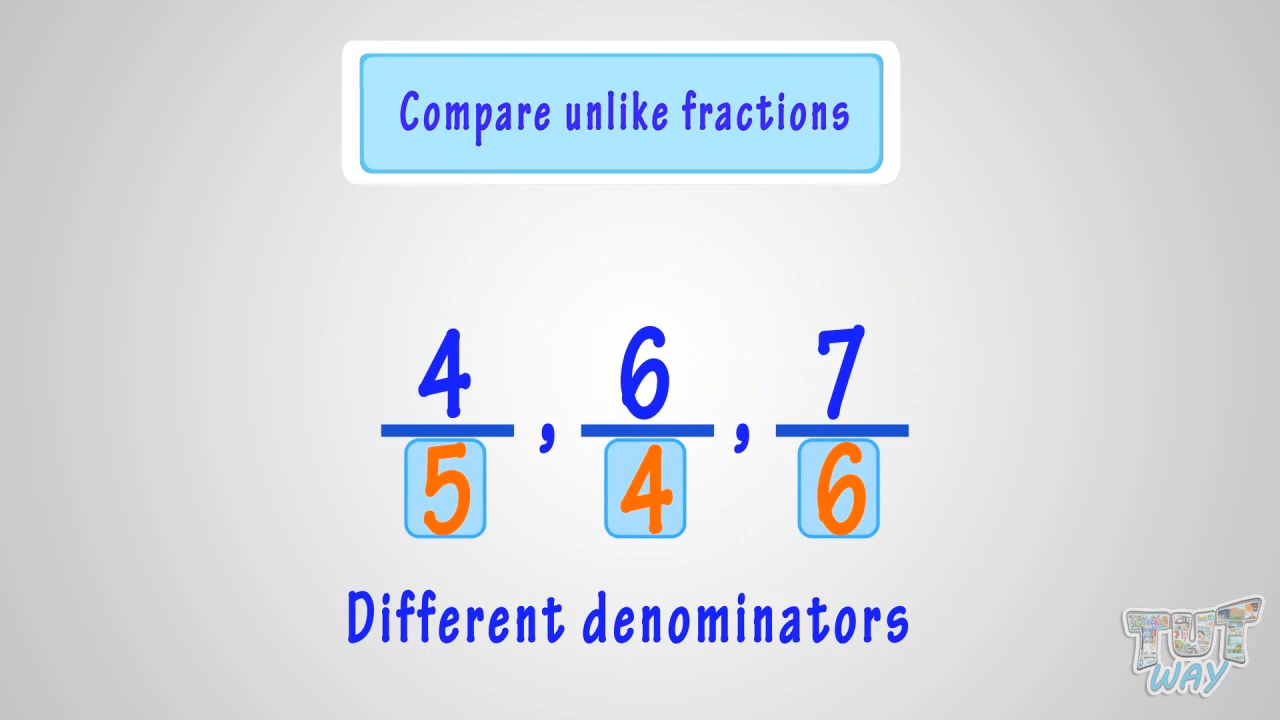 Compare unlike fractions
4 6 7
, ,
5 4 6
Different denominators
TUT
WAY